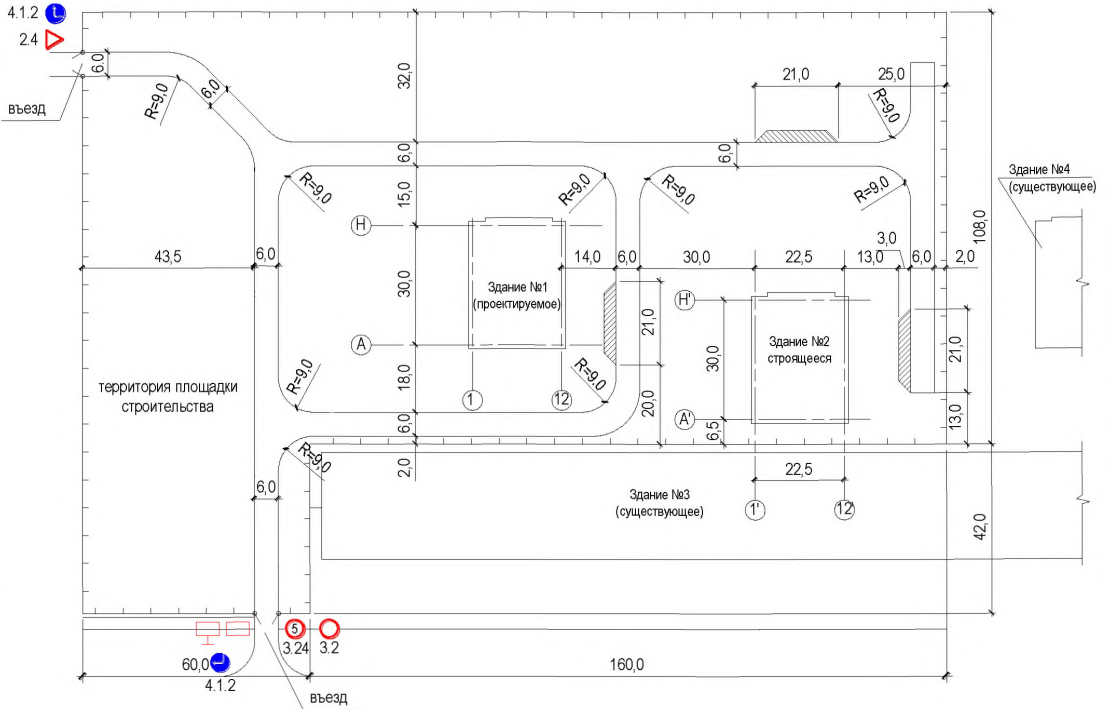 4.1.2
2.4
въезд
6.0
R=9,0
6,0
32,0
21,0
25,0
R=9,0
6,0
6,0
R=9,0
15,0
R=9,0
R=9,0
R=9,0
Здание №4
(существующее)
108,0
Н
3,0
43,5
6,0
14,0
6,0
30,0
22,5
13,0
6,0
2,0
30,0
Здание №1
(проектируемое)
Н'
21,0
Здание №2
строящееся
21,0
А
30,0
территория площадки
строительства
R=9,0
18,0
R=9,0
1
12
20,0
А'
6,5
13,0
6,0
R=9,0
2,0
22,5
6,0
Здание №3
(существующее)
1'
12'
42,0
5
3.24
3.2
60,0
4.1.2
160,0
въезд